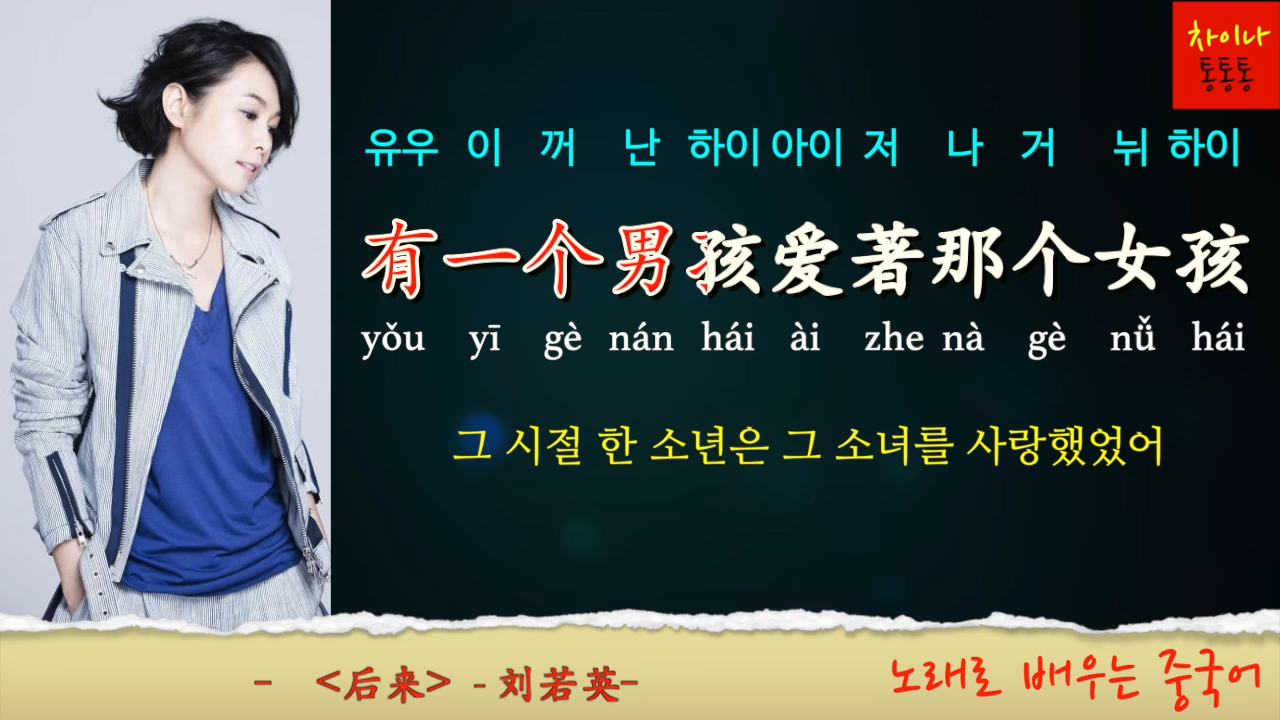 차이나
통통통
유우 이 꺼 난 하이 아이 저 나 거 뉘 하이
有一个男孩爱著那个女孩
yǒu yī gè nán hái ài zhe nà gè nǚ hái
그 시절 한 소년은 그 소녀를 사랑했었어
- <后来> - 刘若英-
노래로 배우는 중국어